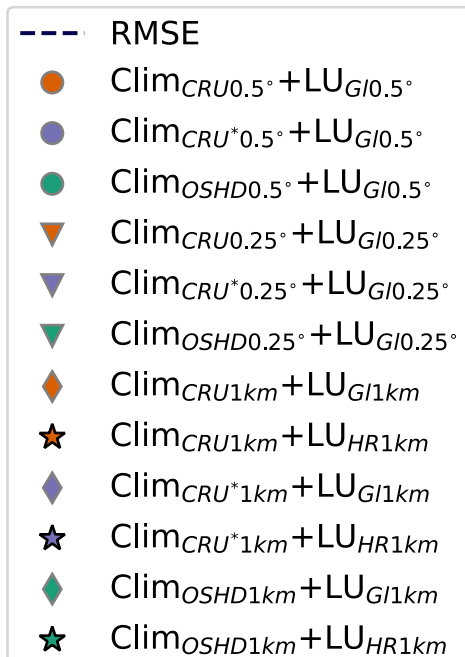 RMSE
Clim_CRU0.5°+LU_Gl0.5°
Clim_CRU*0.5°+LU_Gl0.5°
Clim_OSHD0.5°+LU_Gl0.5°
Clim_CRU0.25°+LU_Gl0.25°
Clim_CRU*0.25°+LU_Gl0.25°
Clim_OSHD0.25°+LU_Gl0.25°
Clim_CRU1km+LU_Gl1km
Clim_CRU1km+LU_HR1km
Clim_CRU*1km+LU_Gl1km
Clim_CRU*1km+LU_HR1km
Clim_OSHD1km+LU_Gl1km
Clim_OSHD1km+LU_HR1km